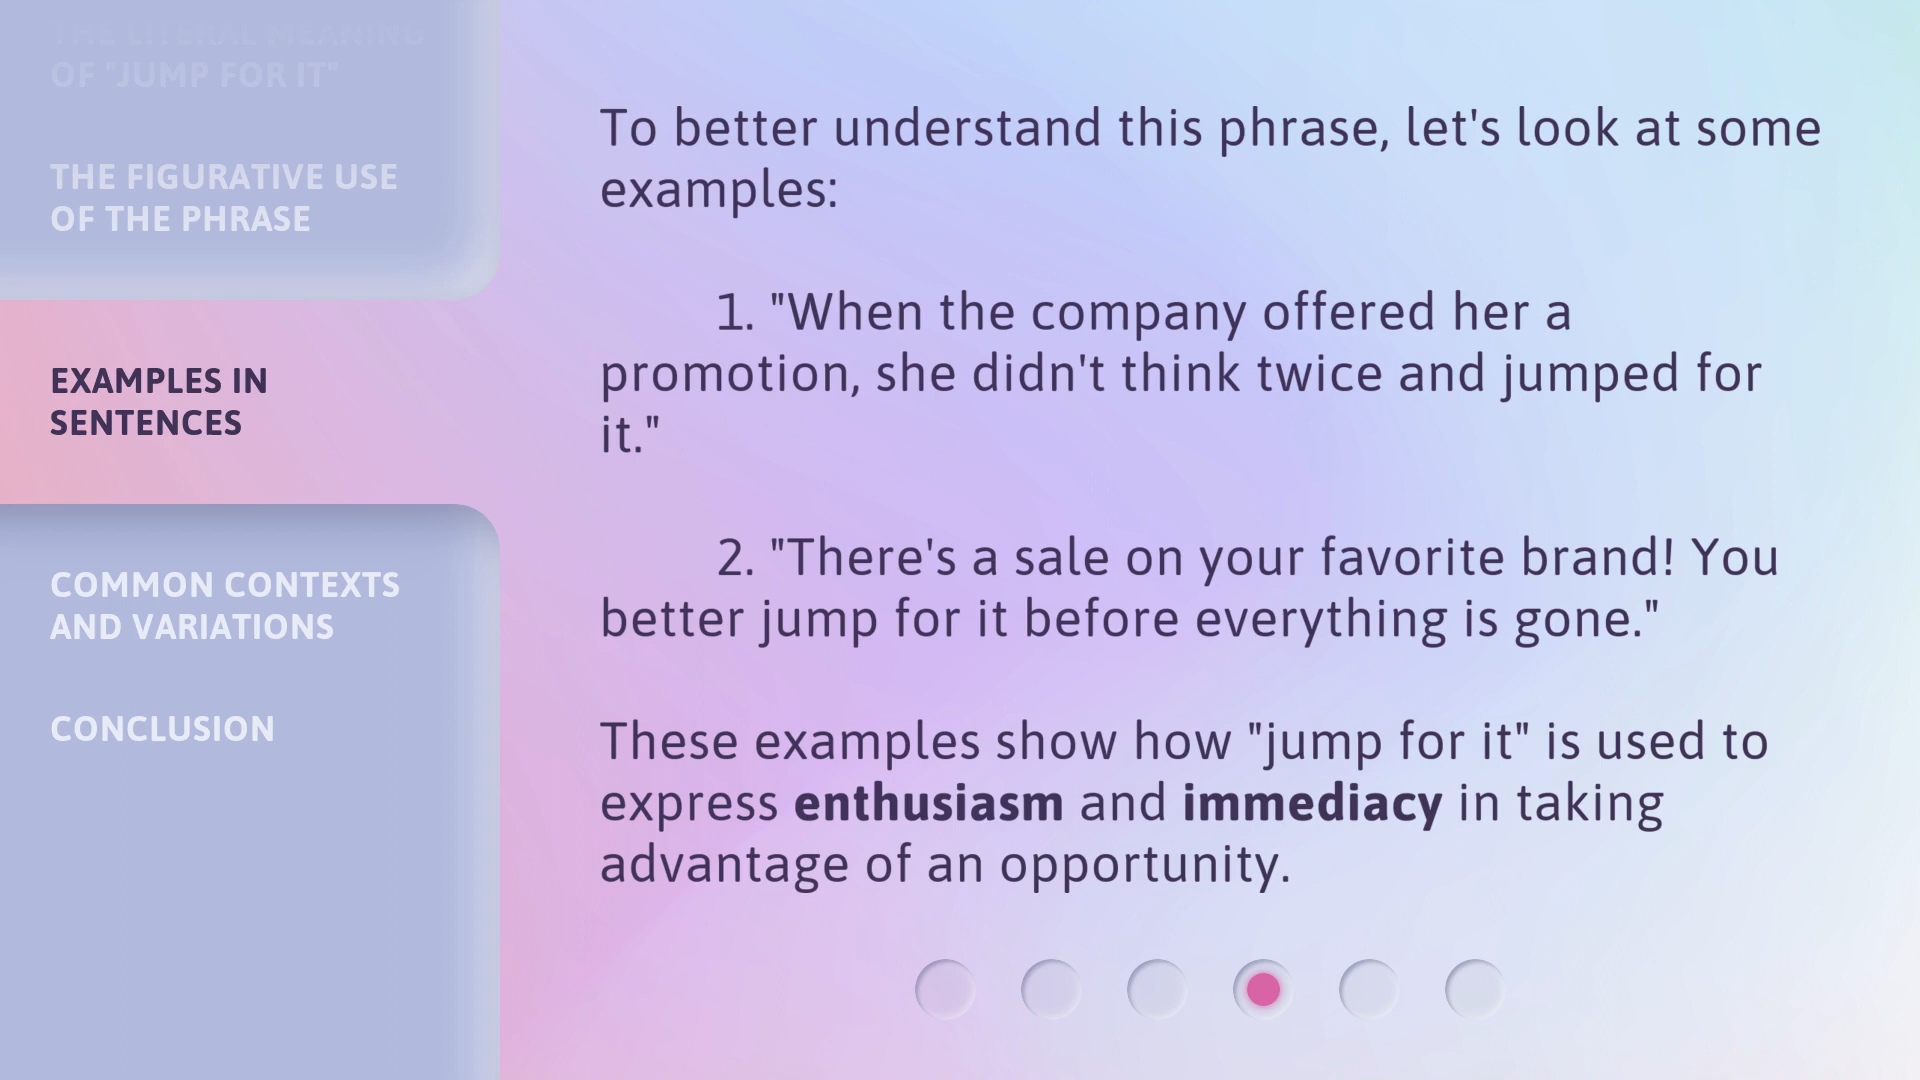 THE LITERAL MEANING
OF "JUMP FOR IT"
THE FIGURATIVE USE
OF THE PHRASE
EXAMPLES IN
SENTENCES
COMMON CONTEXTS
AND VARIATIONS
CONCLUSION
To better understand this phrase, let's look at some
examples:
1. "When the company offered her a
promotion, she didn't think twice and jumped for
it."
2. "There's a sale on your favorite brand! You
better jump for it before everything is gone."
These examples show how "jump for it" is used to
express enthusiasm and immediacy in taking
advantage of an opportunity.